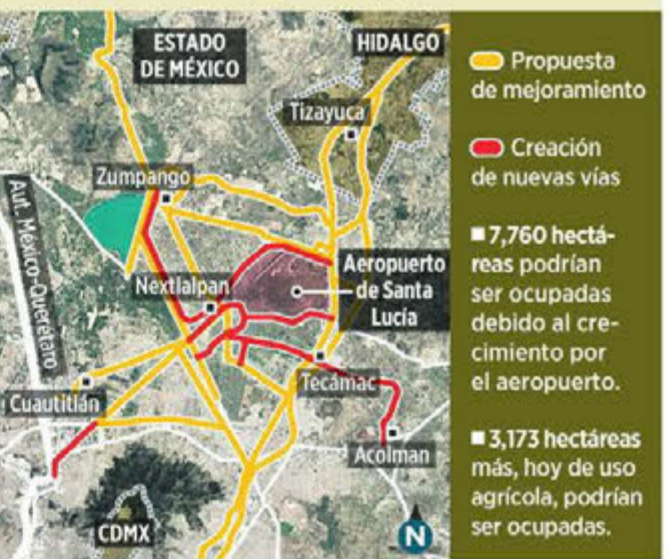 ESTADO
DE MÉXICO
HIDALGO
Tizayuca
Zumpango
Aut. México-Querétaro
Nextlalpan
Aeropuerto
de Santa
Lucía
Tecámac
Cuautitlán
Acolman
CDMX
N
Propuesta
de mejoramiento
Creación
de nuevas vías
■ 7,760 hectá-
reas podrían
ser ocupadas
debido al cre-
cimiento por
el aeropuerto.
■ 3,173 hectáreas
más, hoy de uso
agrícola, podrían
ser ocupadas.